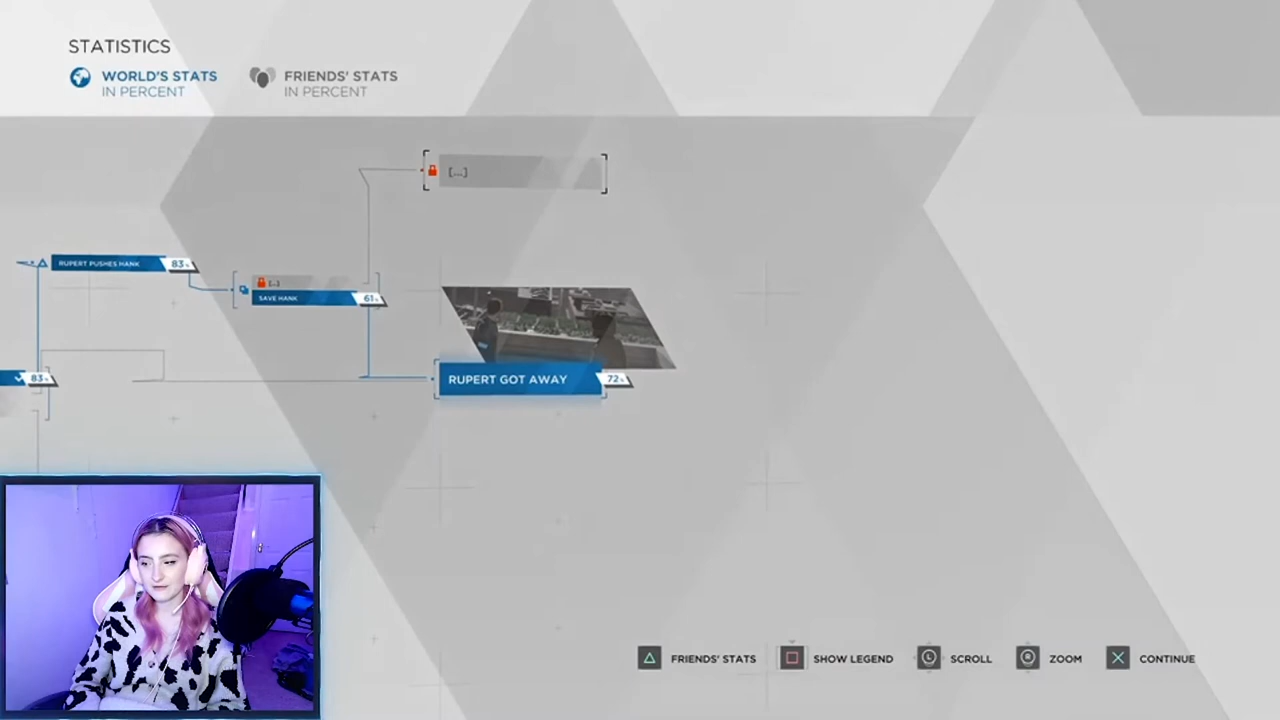 STATISTICS
WORLD'S STATS
IN PERCENT
FRIENDS' STATS
IN PERCENT
[...]
RUPERT PUSHES HANK 83%
[...]
SAVE HANK 61%
83%
RUPERT GOT AWAY 72%
FRIENDS' STATS
SHOW LEGEND
L SCROLL
R ZOOM
CONTINUE